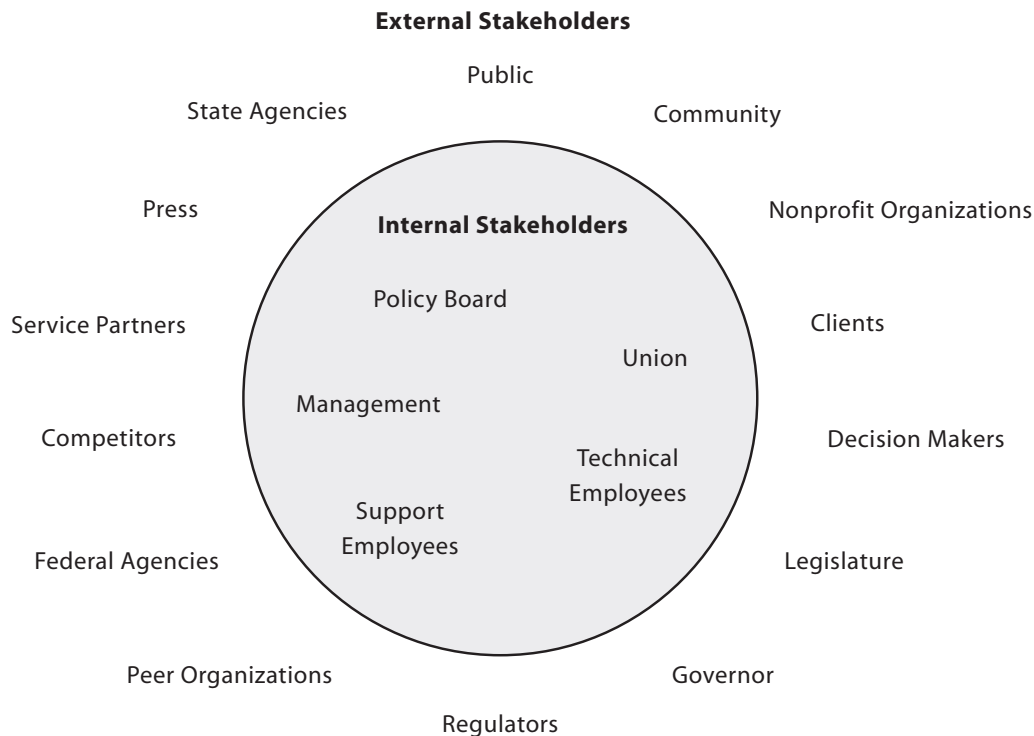 External Stakeholders
Public
State Agencies
Community
Press
Nonprofit Organizations
Internal Stakeholders
Policy Board
Service Partners
Clients
Union
Management
Competitors
Decision Makers
Technical
Employees
Support
Employees
Federal Agencies
Legislature
Peer Organizations
Governor
Regulators